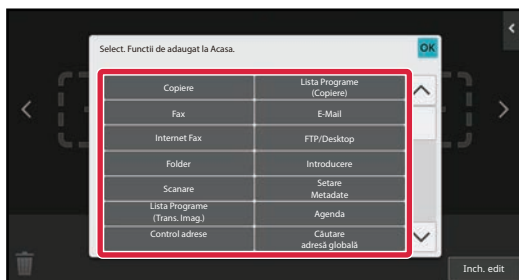 Select. Functii de adaugat la Acasa.
OK
Copiere
Lista Programe
(Copiere)
Fax
E-Mail
Internet Fax
FTP/Desktop
Folder
Introducere
Scanare
Setare
Metadate
Lista Programe
(Trans. Imag.)
Agenda
Control adrese
Căutare
adresă globală
Inch. edit